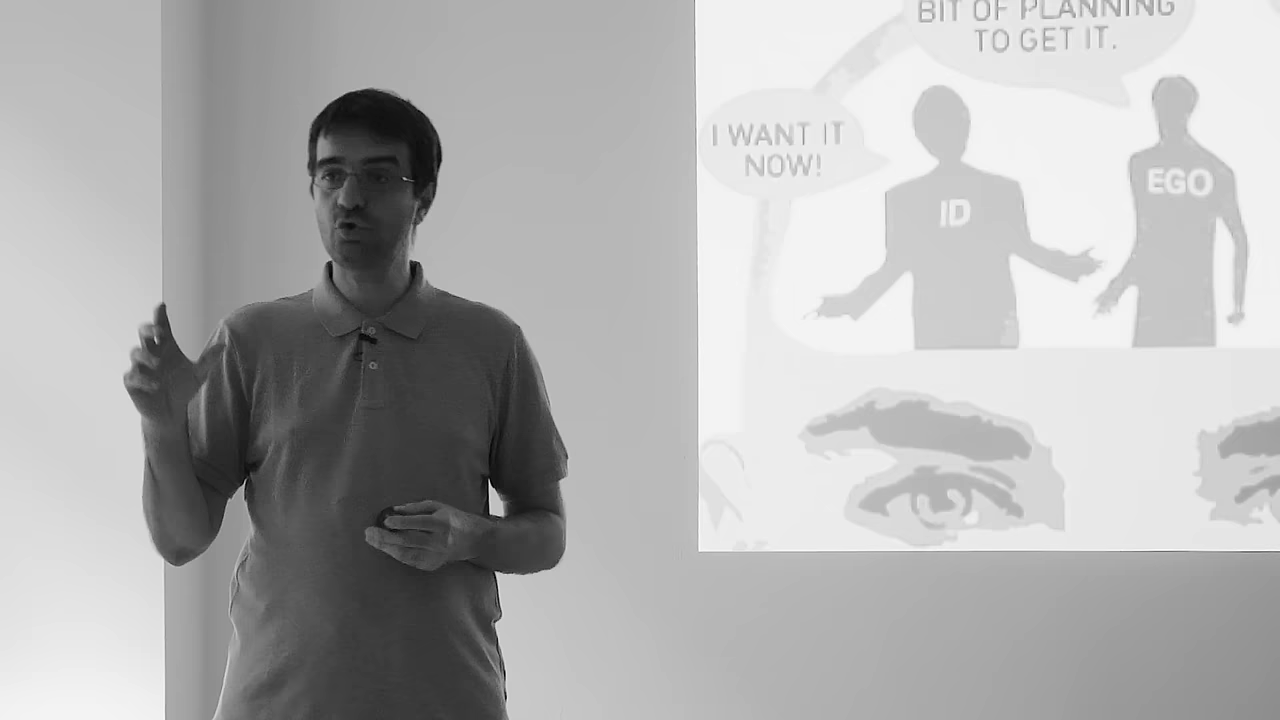 BIT OF PLANNING
TO GET IT.
I WANT IT
NOW!
ID
EGO